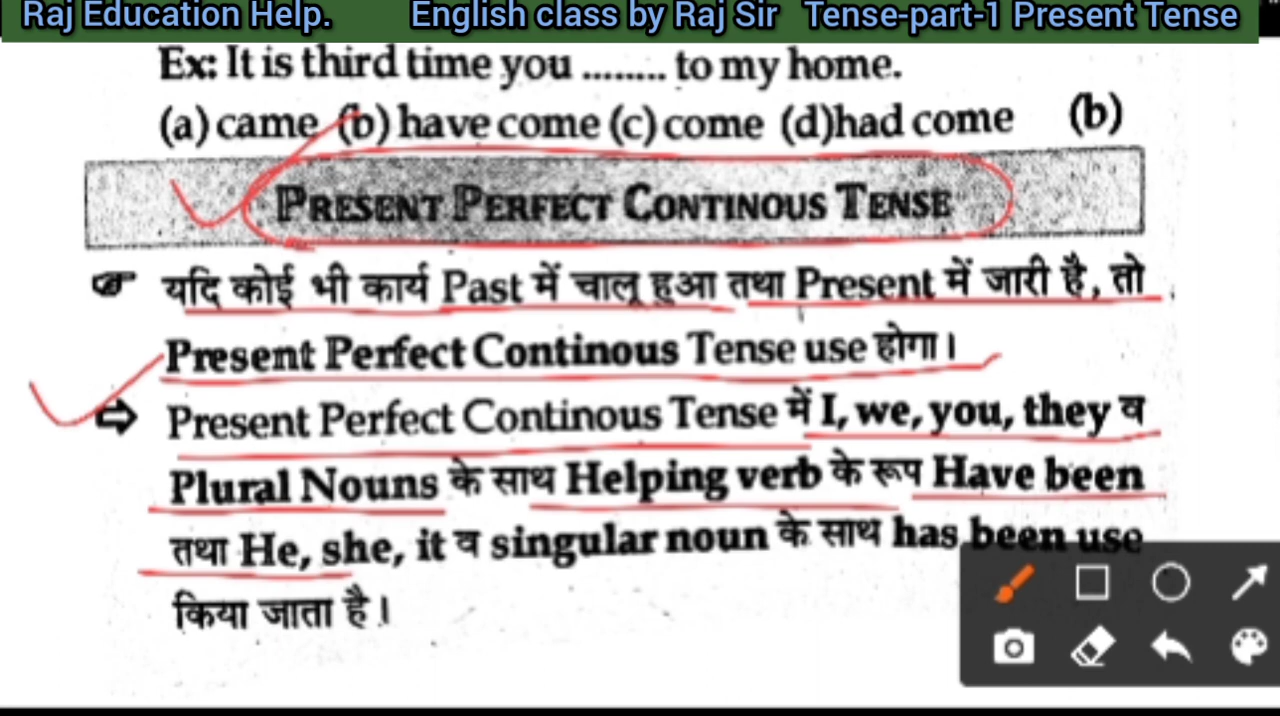 Raj Education Help. English class by Raj Sir Tense-part-1 Present Tense
Ex: It is third time you ........ to my home.
(a) came (b) have come (c) come (d)had come (b)
PRESENT PERFECT CONTINOUS TENSE
यदि कोई भी कार्य Past में चालू हुआ तथा Present में जारी है, तो
Present Perfect Continous Tense use होगा।
Present Perfect Continous Tense में I, we, you, they व
Plural Nouns के साथ Helping verb के रूप Have been
तथा He, she, it व singular noun के साथ has been use
किया जाता है।